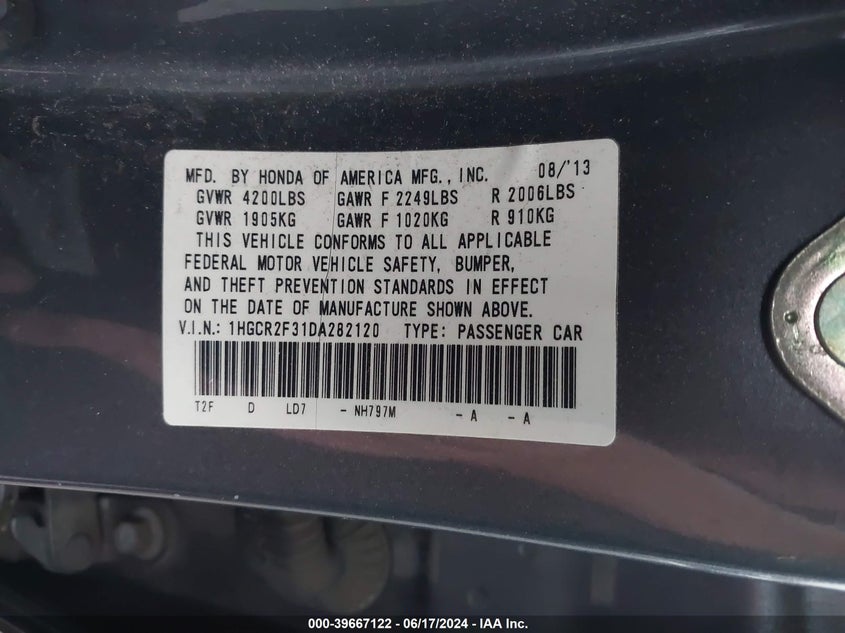 MFD. BY HONDA OF AMERICA MFG., INC. 08/'13
GVWR 4200LBS GAWR F 2249LBS R 2006LBS
GVWR 1905KG GAWR F 1020KG R 910KG
THIS VEHICLE CONFORMS TO ALL APPLICABLE
FEDERAL MOTOR VEHICLE SAFETY, BUMPER,
AND THEFT PREVENTION STANDARDS IN EFFECT
ON THE DATE OF MANUFACTURE SHOWN ABOVE.
V.I.N.: 1HGCR2F31DA282120 TYPE: PASSENGER CAR
T2F D LD7 - NH797M - A - A
000-39667122 / 06/17/2024 - IAA Inc.